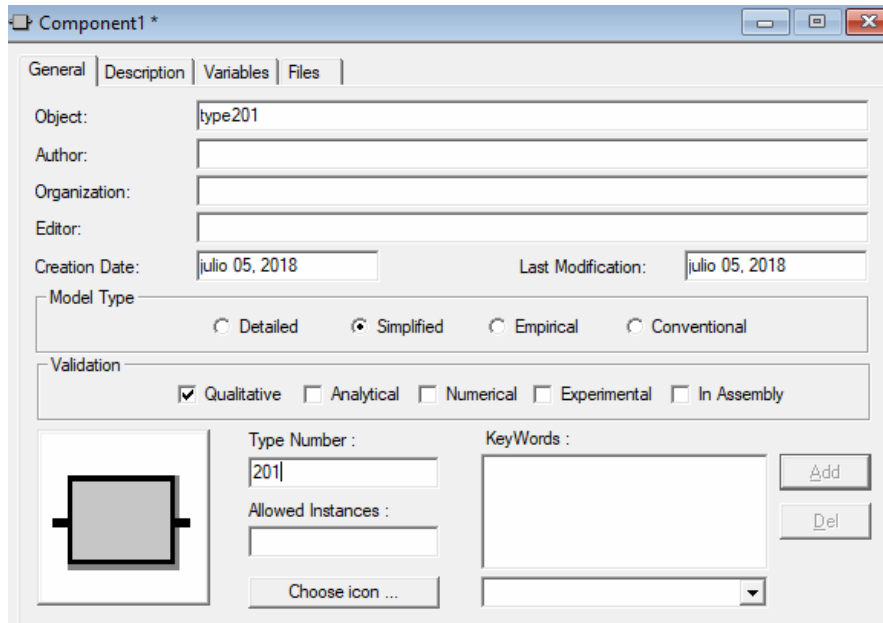 Component1 *
General Description Variables Files
Object: type201
Author:
Organization:
Editor:
Creation Date: julio 05, 2018 Last Modification: julio 05, 2018
Model Type
Detailed Simplified Empirical Conventional
Validation
Qualitative Analytical Numerical Experimental In Assembly
Type Number : KeyWords :
201
Add
Allowed Instances :
Del
Choose icon ...